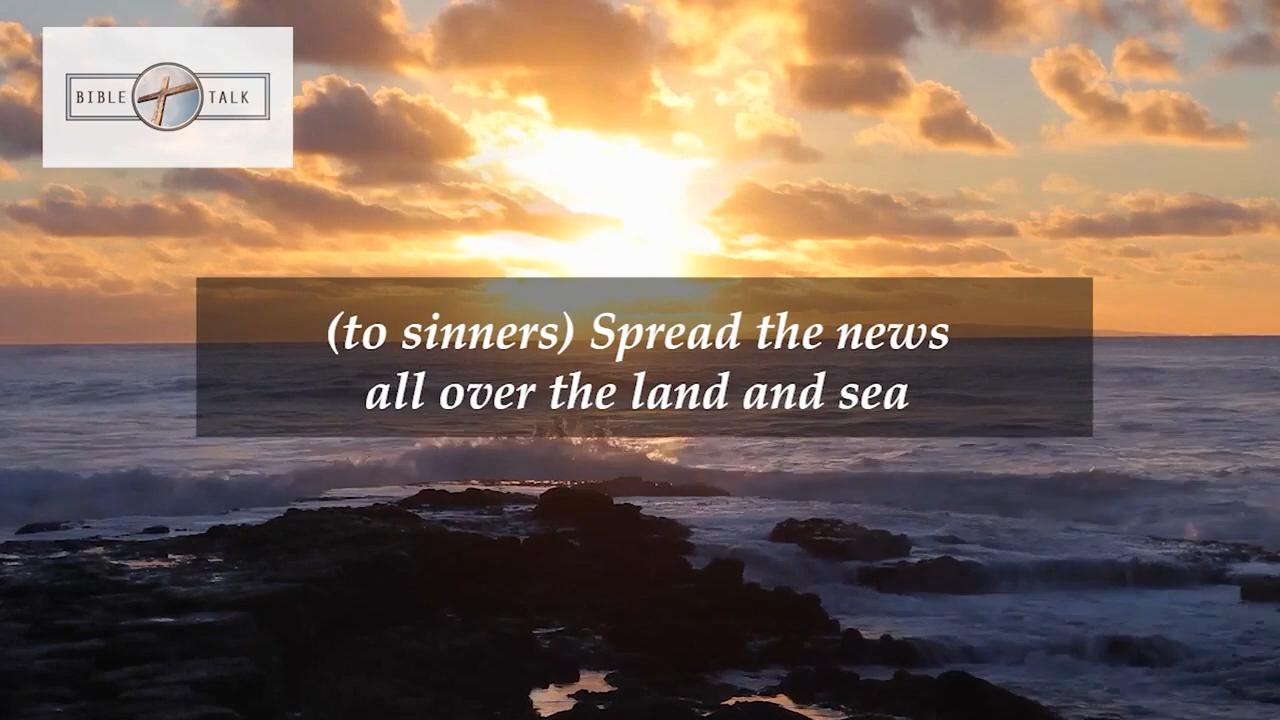 BIBLE TALK
(to sinners) Spread the news
all over the land and sea